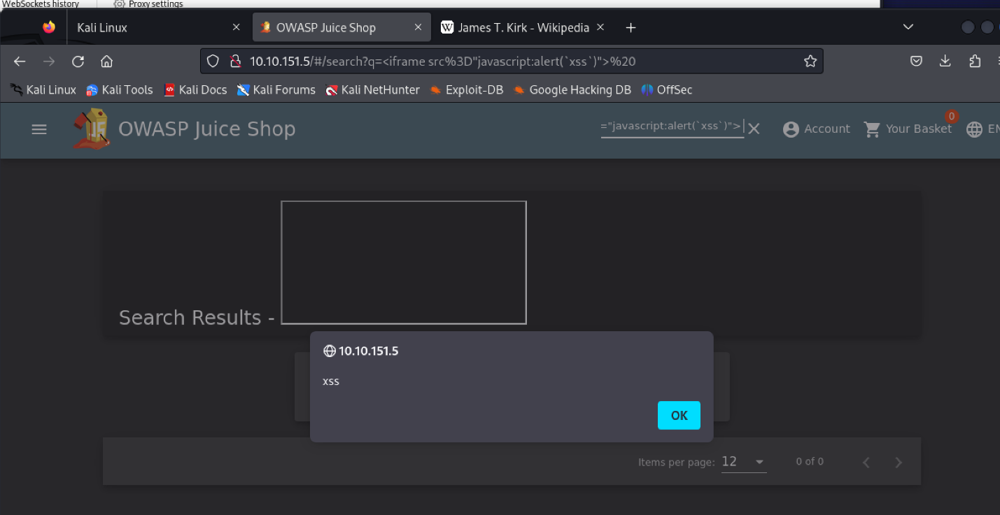 WebSockets history Proxy settings
Kali Linux OWASP Juice Shop James T. Kirk - Wikipedia
10.10.151.5/#/search?q=<iframe src%3D"javascript:alert(`xss`)">%20
Kali Linux Kali Tools Kali Docs Kali Forums Kali NetHunter Exploit-DB Google Hacking DB OffSec
JS OWASP Juice Shop ="javascript:alert(`xss`)"> Account 0 Your Basket EN
Search Results -
10.10.151.5
xss
OK
Items per page: 12 0 of 0